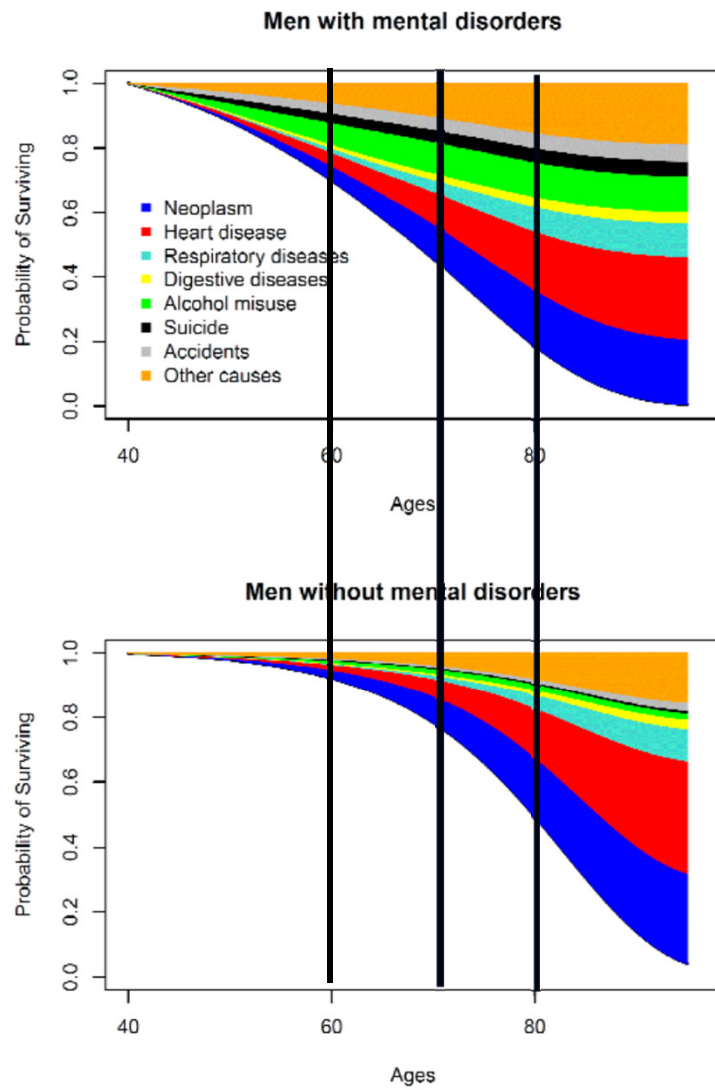 Men with mental disorders
Probability of Surviving
1.0
0.8
0.6
0.4
0.2
0.0
Neoplasm
Heart disease
Respiratory diseases
Digestive diseases
Alcohol misuse
Suicide
Accidents
Other causes
40 60 80
Ages
Men without mental disorders
Probability of Surviving
1.0
0.8
0.6
0.4
0.2
0.0
40 60 80
Ages